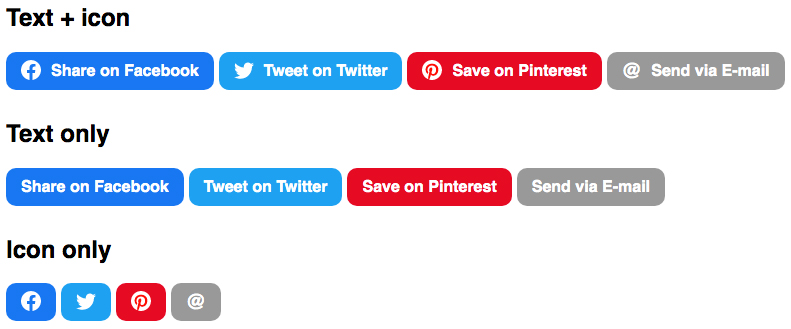 Text + icon
Share on Facebook Tweet on Twitter Save on Pinterest @ Send via E-mail
Text only
Share on Facebook Tweet on Twitter Save on Pinterest Send via E-mail
Icon only
@